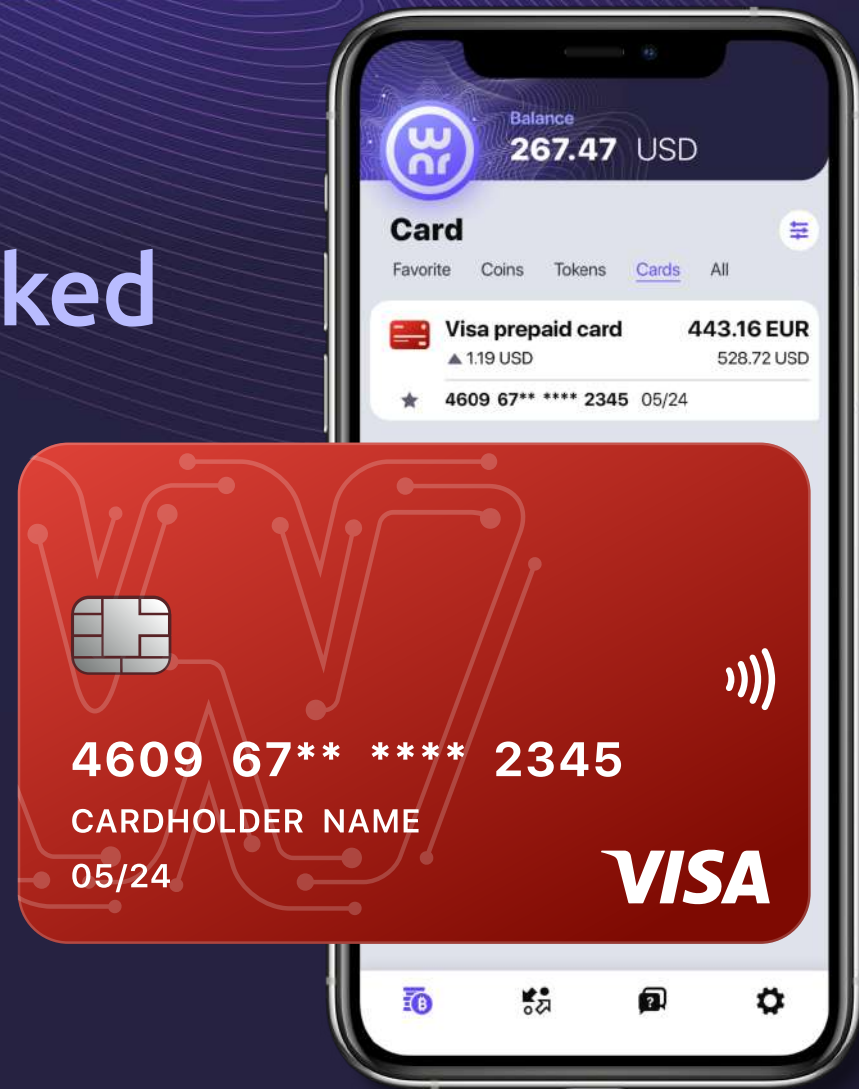 Balance
267.47 USD
Card
Favorite Coins Tokens Cards All
Visa prepaid card 443.16 EUR
▲ 1.19 USD 528.72 USD
4609 67** **** 2345 05/24
ked
4609 67** **** 2345
CARDHOLDER NAME
05/24
VISA